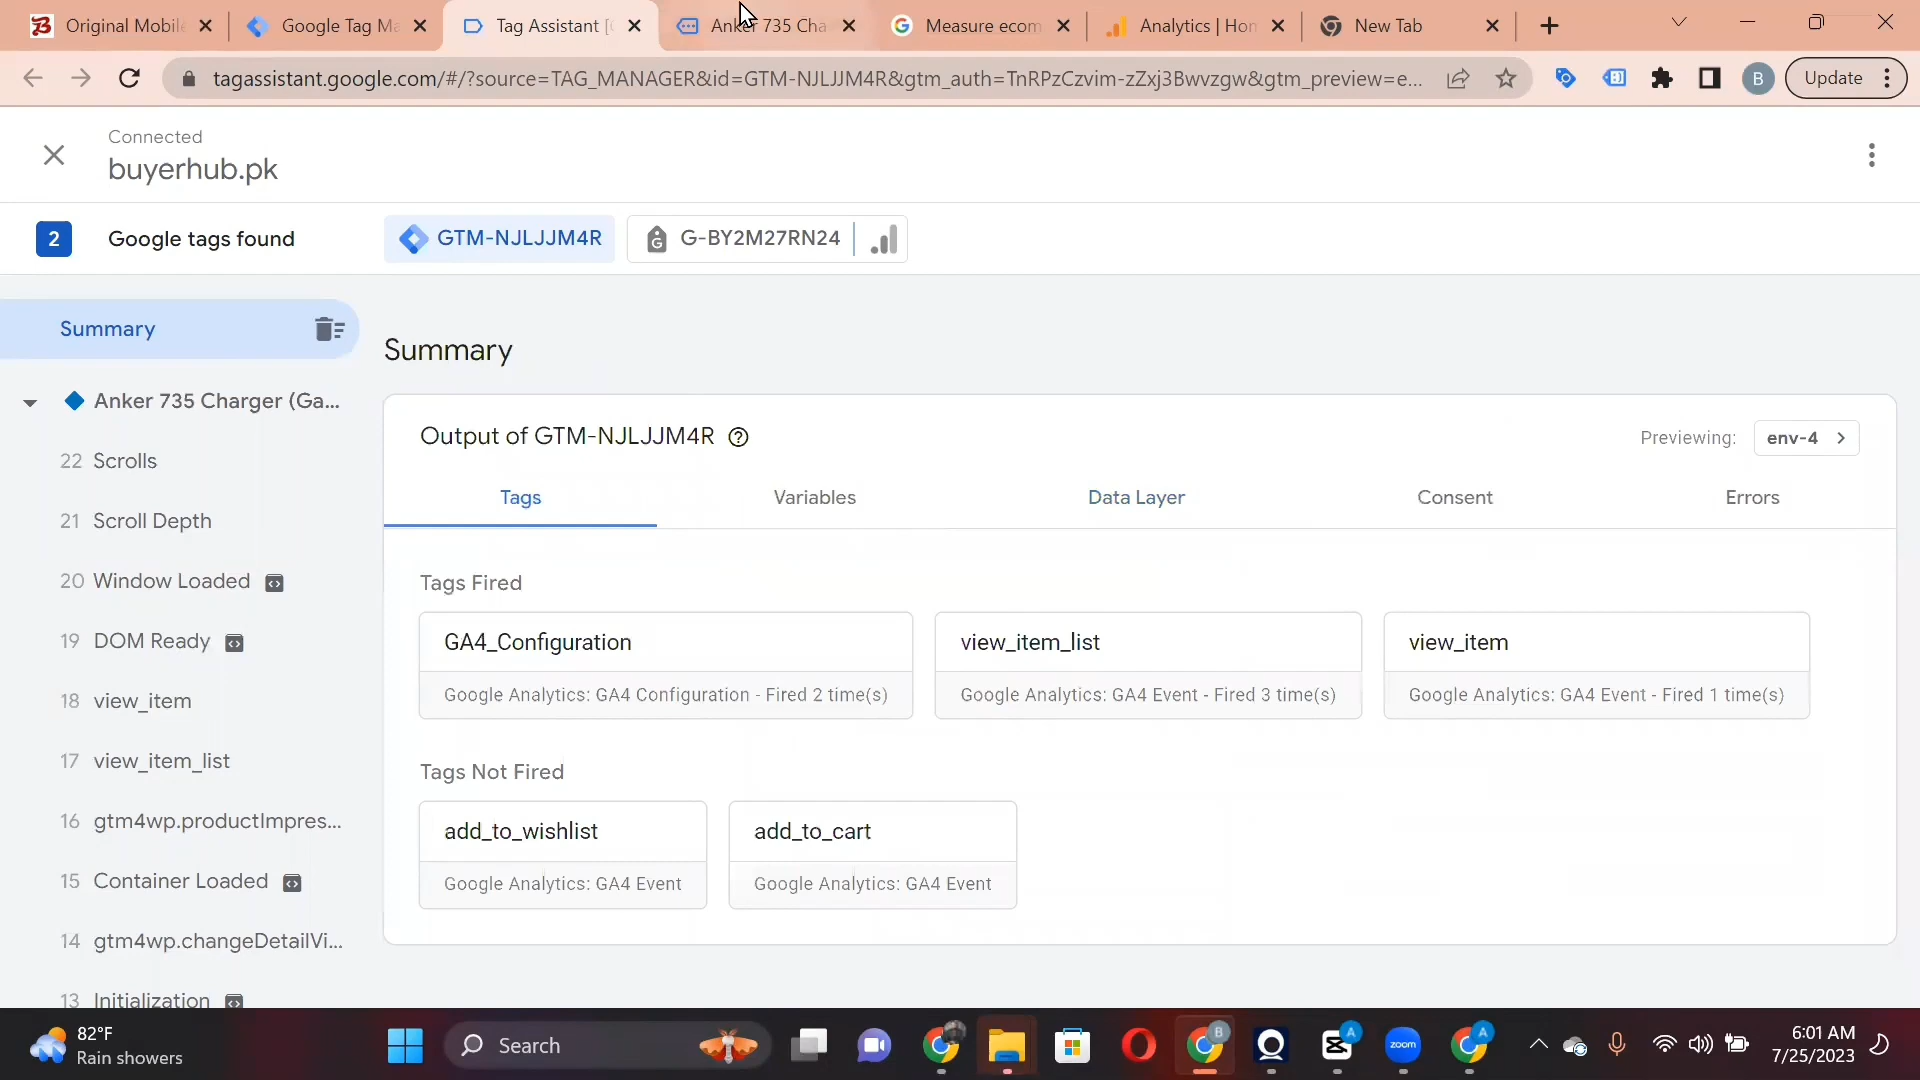 Original Mobile
Google Tag Ma
Tag Assistant [
Anker 735 Cha
Measure ecom
Analytics | Hom
New Tab
tagassistant.google.com/#/?source=TAG_MANAGER&id=GTM-NJLJJM4R&gtm_auth=TnRPzCzvim-zZxj3Bwvzgw&gtm_preview=e...
B
Update
Connected
buyerhub.pk
2
Google tags found
GTM-NJLJJM4R
G-BY2M27RN24
Summary
Summary
Anker 735 Charger (Ga...
22 Scrolls
21 Scroll Depth
20 Window Loaded
19 DOM Ready
18 view_item
17 view_item_list
16 gtm4wp.productImpres...
15 Container Loaded
14 gtm4wp.changeDetailVi...
13 Initialization
Output of GTM-NJLJJM4R
Previewing:
env-4
Tags
Variables
Data Layer
Consent
Errors
Tags Fired
GA4_Configuration
Google Analytics: GA4 Configuration - Fired 2 time(s)
view_item_list
Google Analytics: GA4 Event - Fired 3 time(s)
view_item
Google Analytics: GA4 Event - Fired 1 time(s)
Tags Not Fired
add_to_wishlist
Google Analytics: GA4 Event
add_to_cart
Google Analytics: GA4 Event
82°F
Rain showers
Search
B
A
zoom
A
6:01 AM
7/25/2023